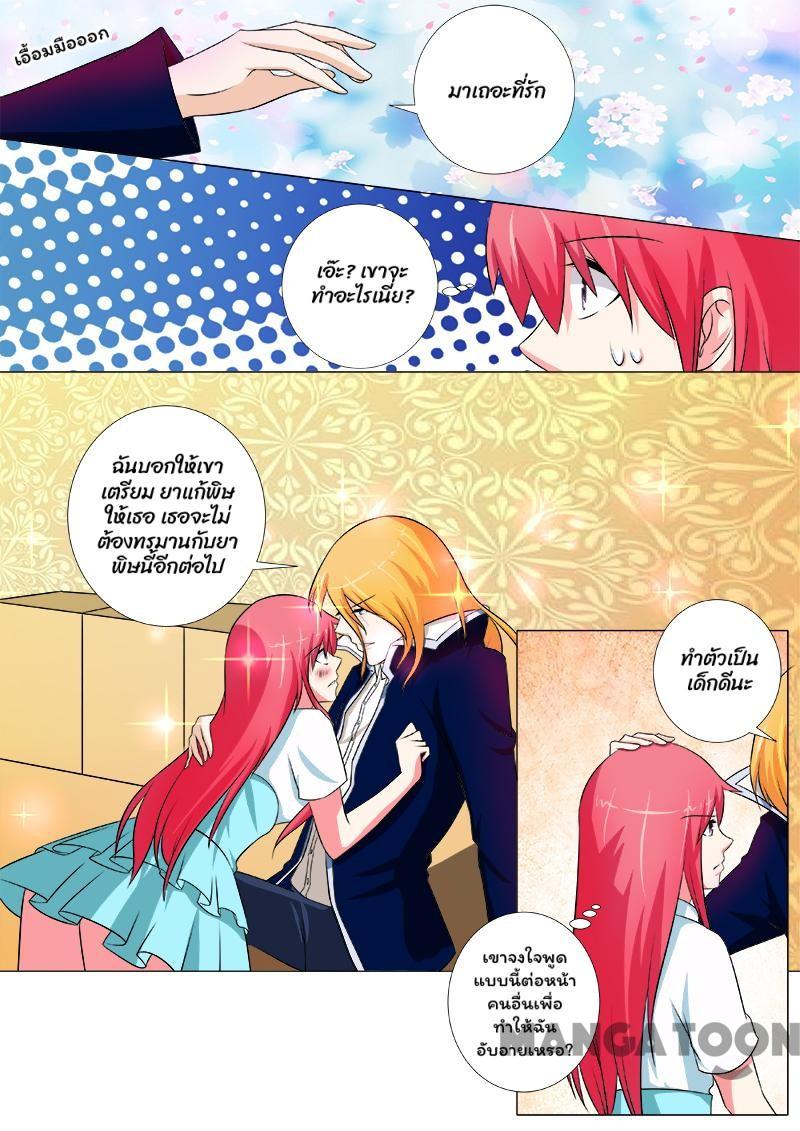 เอื้อมมือออก
มาเถอะที่รัก
เอ๊ะ? เขาจะ
ทำอะไรเนี่ย?
ฉันบอกให้เขา
เตรียม ยาแก้พิษ
ให้เธอ เธอจะไม่
ต้องทรมานกับยา
พิษนี้อีกต่อไป
ทำตัวเป็น
เด็กดีนะ
เขาจงใจพูด
แบบนี้ต่อหน้า
คนอื่นเพื่อ
ทำให้ฉัน
อับอายเหรอ?
MANGATOON